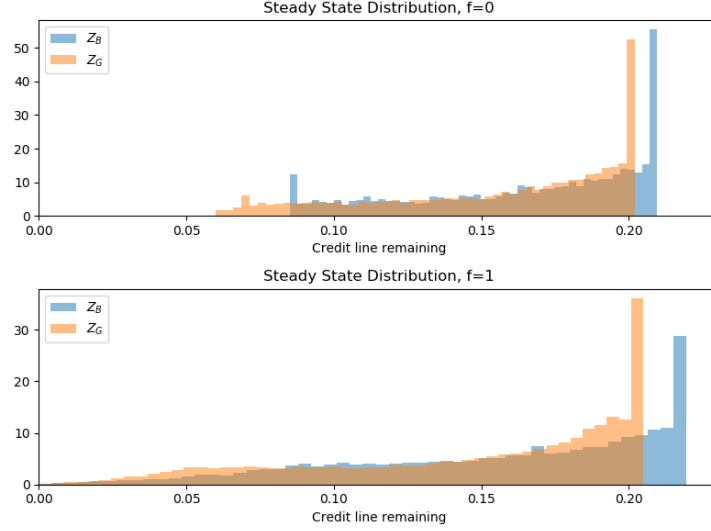 Steady State Distribution, f=0
Z_B
Z_G
50
40
30
20
10
0
0.00 0.05 0.10 0.15 0.20
Credit line remaining
Steady State Distribution, f=1
Z_B
Z_G
30
20
10
0
0.00 0.05 0.10 0.15 0.20
Credit line remaining